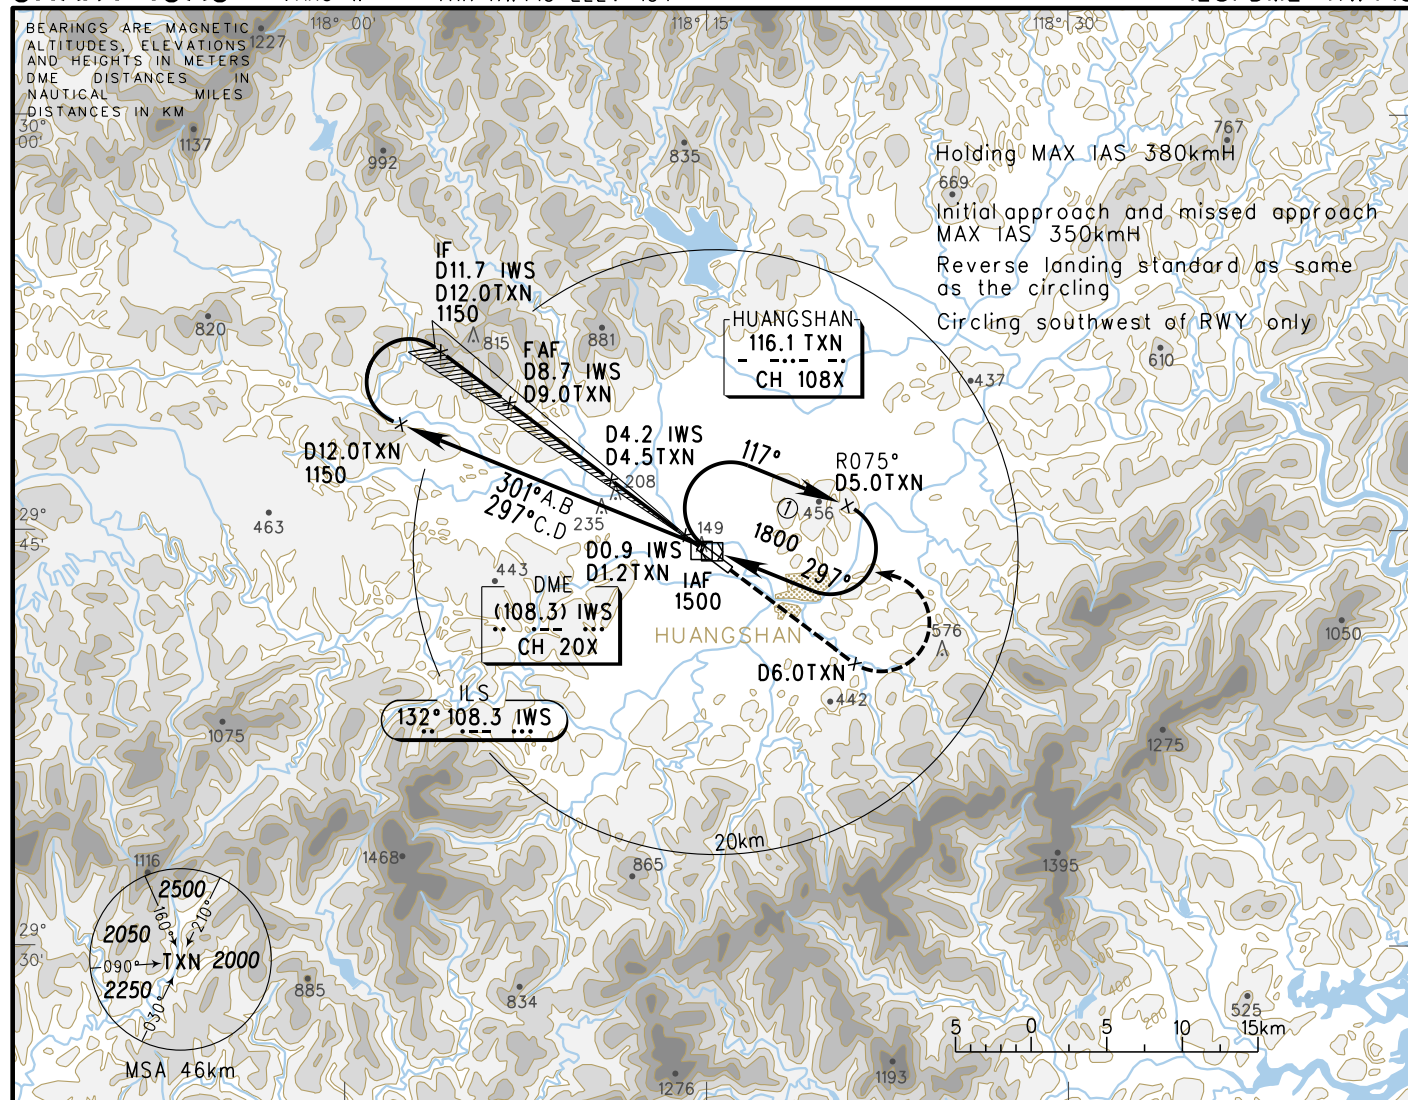 118° 00'
118° 15'
118° 30'
BEARINGS ARE MAGNETIC
ALTITUDES, ELEVATIONS
AND HEIGHTS IN METERS
DME DISTANCES IN
NAUTICAL MILES
DISTANCES IN KM
1227
30°
00'
1137
992
835
767
Holding MAX IAS 380kmH
669
Initial approach and missed approach
MAX IAS 350kmH
Reverse landing standard as same
as the circling
Circling southwest of RWY only
IF
D11.7 IWS
D12.0TXN
1150
820
815
881
610
437
FAF
D8.7 IWS
D9.0TXN
HUANGSHAN
116.1 TXN
CH 108X
D12.0TXN
1150
D4.2 IWS
D4.5TXN
208
235
117°
R075°
D5.0TXN
1
456
1800
297°
301°A.B
297°C.D
463
29°
45'
149
D0.9 IWS
D1.2TXN
IAF
1500
443
DME
(108.3) IWS
CH 20X
HUANGSHAN
576
1050
D6.0TXN
442
ILS
132° 108.3 IWS
1075
1275
20km
1468
865
1395
1116
2500
160°
210°
2050
090°
TXN
2000
2250
030°
MSA 46km
29°
30'
885
834
600
400
200
525
5 0 5 10 15km
1276
1193